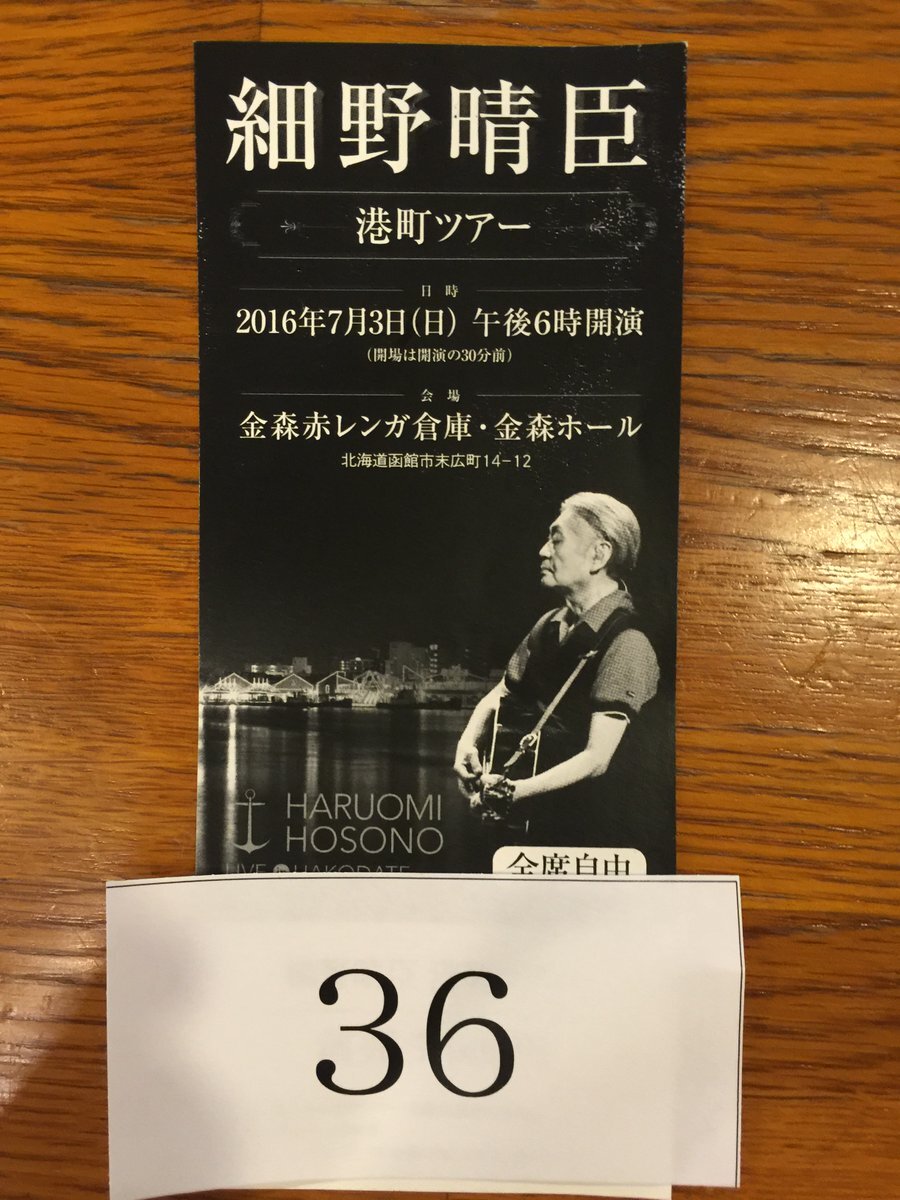 細野晴臣
港町ツアー
日時
2016年7月3日(日) 午後6時開演
(開場は開演の30分前)
会場
金森赤レンガ倉庫・金森ホール
北海道函館市末広町14-12
HARUOMI
HOSONO
LIVE in HAKODATE
全席自由
36